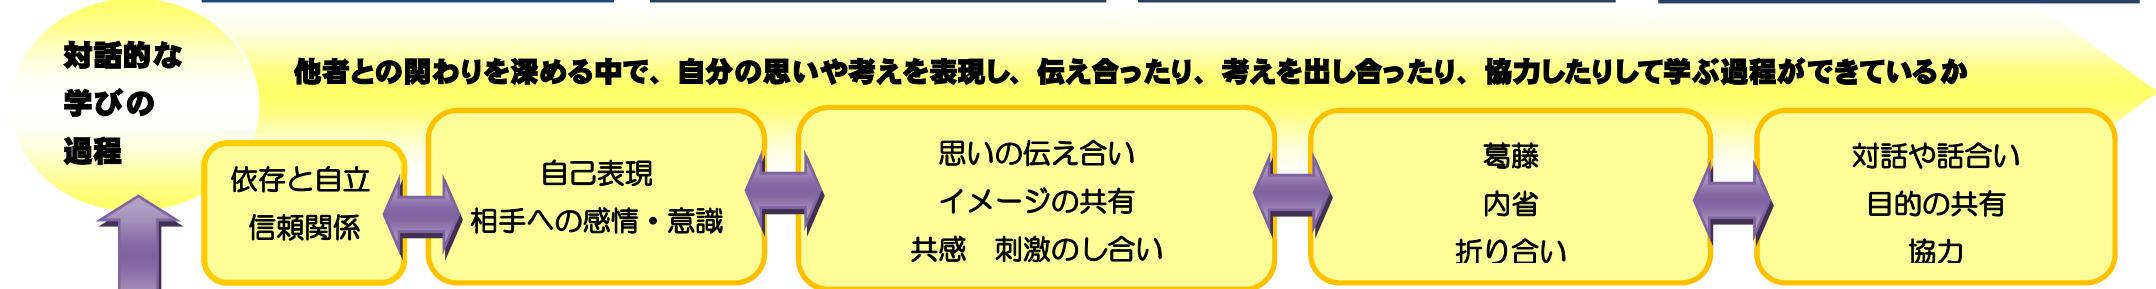 対話的な
学びの
過程
他者との関わりを深める中で、自分の思いや考えを表現し、伝え合ったり、考えを出し合ったり、協力したりして学ぶ過程ができているか
依存と自立
信頼関係
自己表現
相手への感情・意識
思いの伝え合い
イメージの共有
共感　刺激のし合い
葛藤
内省
折り合い
対話や話合い
目的の共有
協力